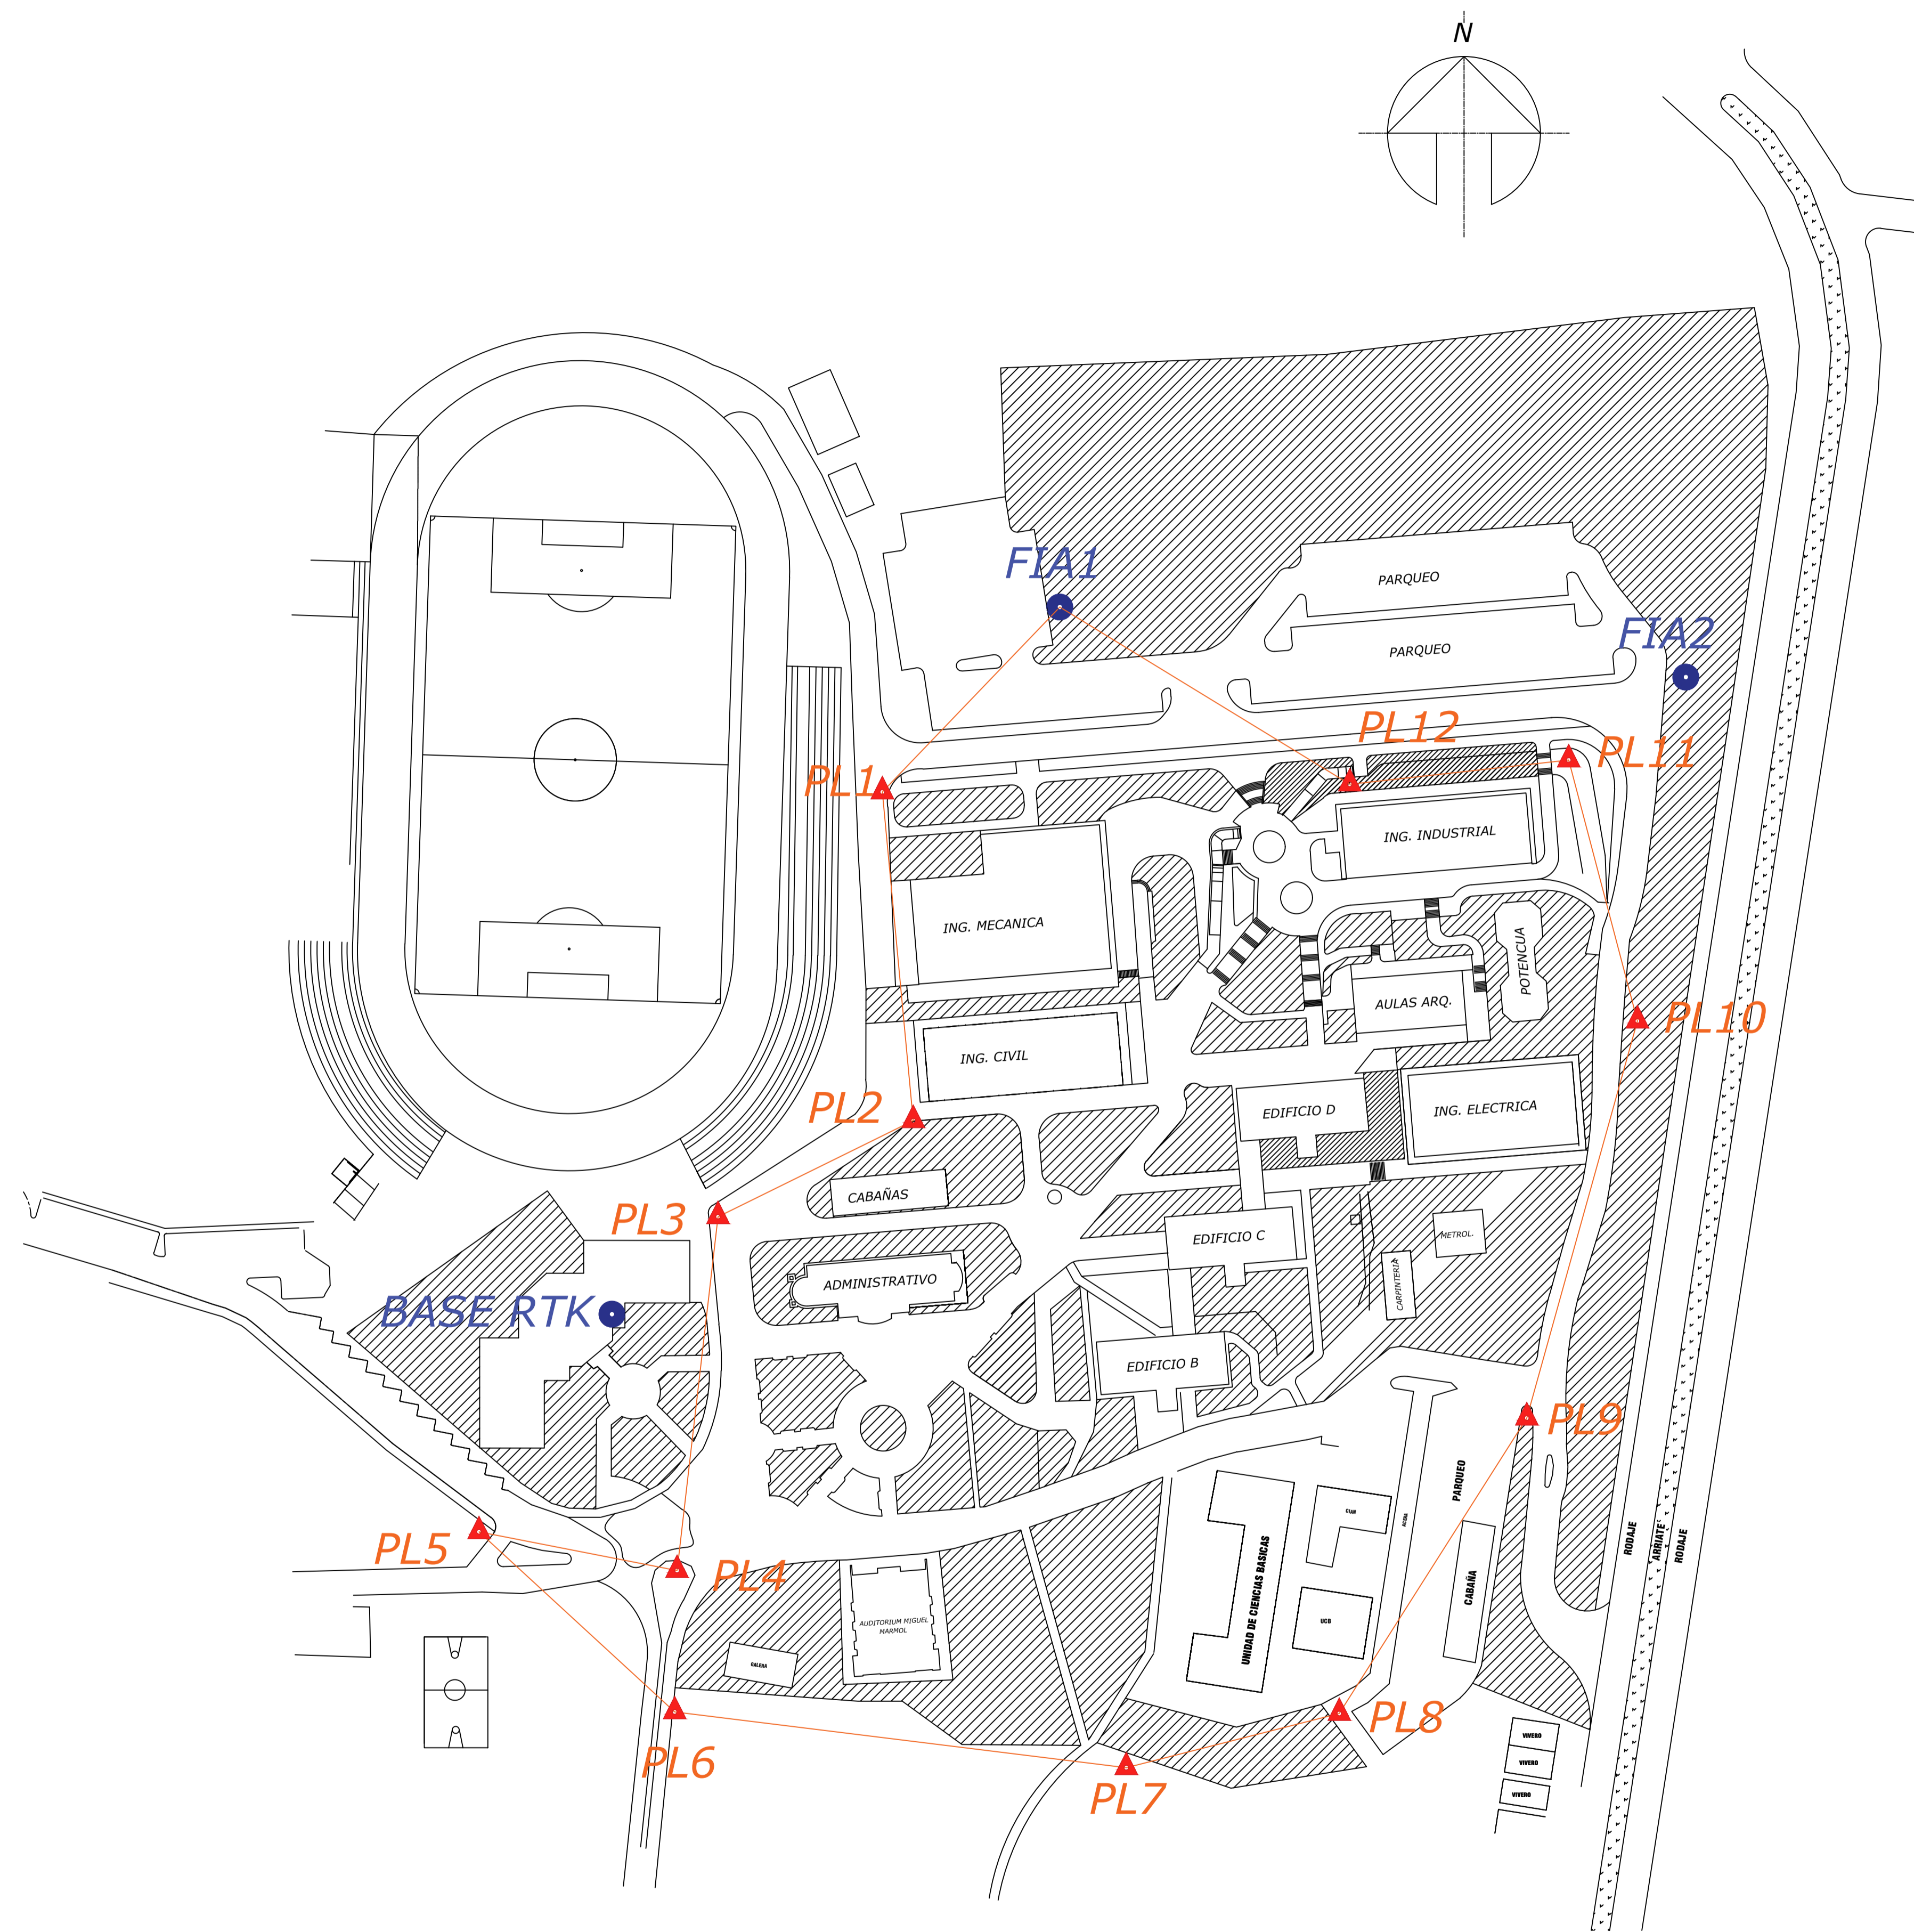 N
FIA1
PARQUEO
FIA2
PARQUEO
PL12
PL11
PL1
ING. INDUSTRIAL
ING. MECANICA
POTENCUA
AULAS ARQ.
PL10
ING. CIVIL
PL2
EDIFICIO D
ING. ELECTRICA
CABAÑAS
PL3
EDIFICIO C
METROL.
ADMINISTRATIVO
CARPINTERIA
BASE RTK
EDIFICIO B
PL9
PARQUEO
CIAN
ACERA
RODAJE
ARRIATE
RODAJE
PL5
PL4
UNIDAD DE CIENCIAS BASICAS
CABAÑA
AUDITORIUM MIGUEL
MARMOL
UCB
GALERA
PL8
PL6
VIVERO
VIVERO
PL7
VIVERO